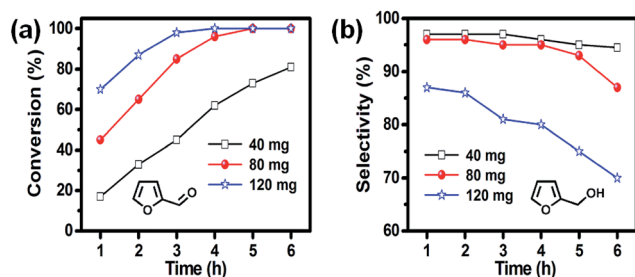 (a)
Conversion (%)
100
80
60
40
20
0
40 mg
80 mg
120 mg
O
O
1 2 3 4 5 6
Time (h)
(b)
Selectivity (%)
100
90
80
70
60
40 mg
80 mg
120 mg
O
OH
1 2 3 4 5 6
Time (h)